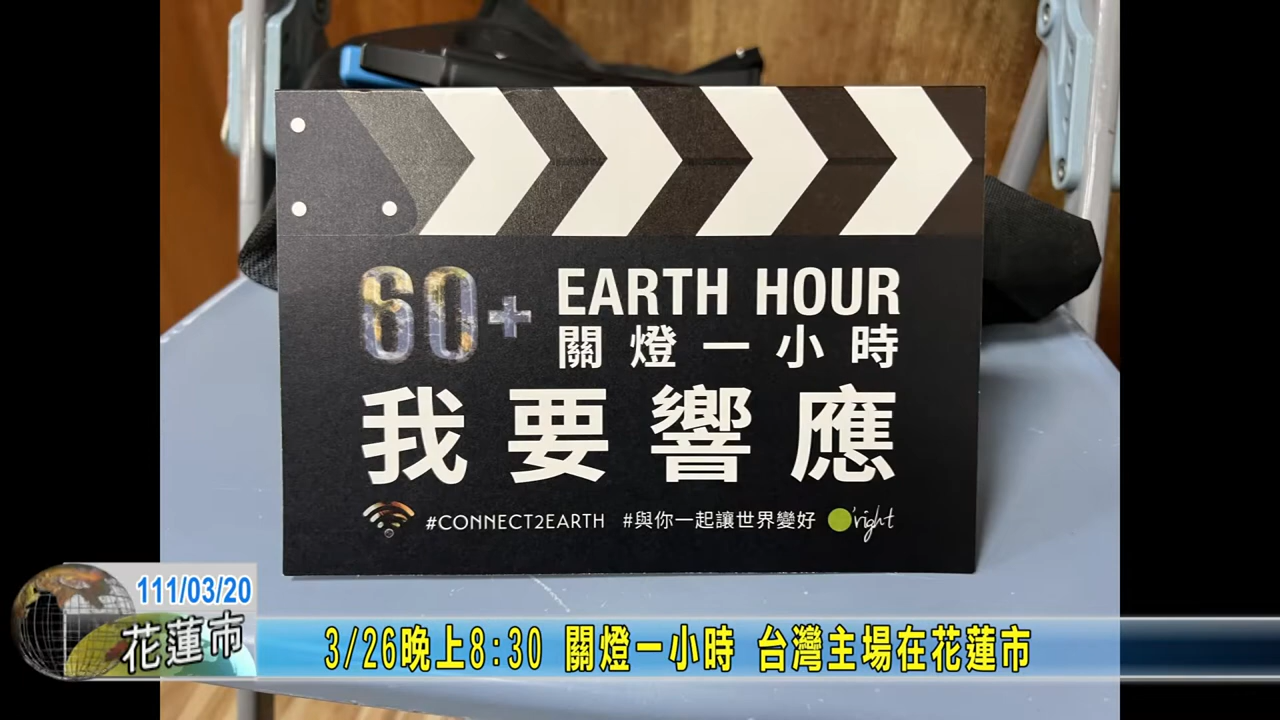 60+
EARTH HOUR
關燈一小時
我要響應
#CONNECT2EARTH #與你一起讓世界變好 O'right
111/03/20
花蓮市
3/26晚上8:30 關燈一小時 台灣主場在花蓮市